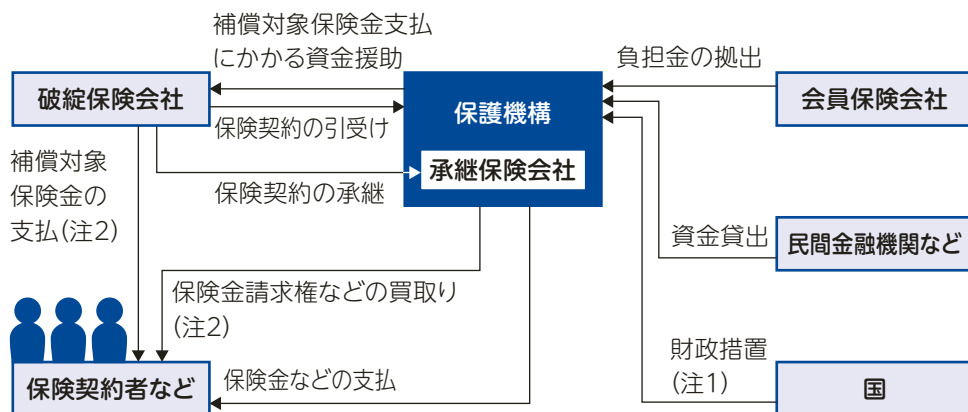 補償対象保険金支払
にかかる資金援助
負担金の拠出
破綻保険会社
保護機構
会員保険会社
保険契約の引受け
補償対象
保険金の
支払(注2)
承継保険会社
保険契約の承継
資金貸出
民間金融機関など
保険金請求権などの買取り
(注2)
財政措置
(注1)
保険契約者など
保険金などの支払
国